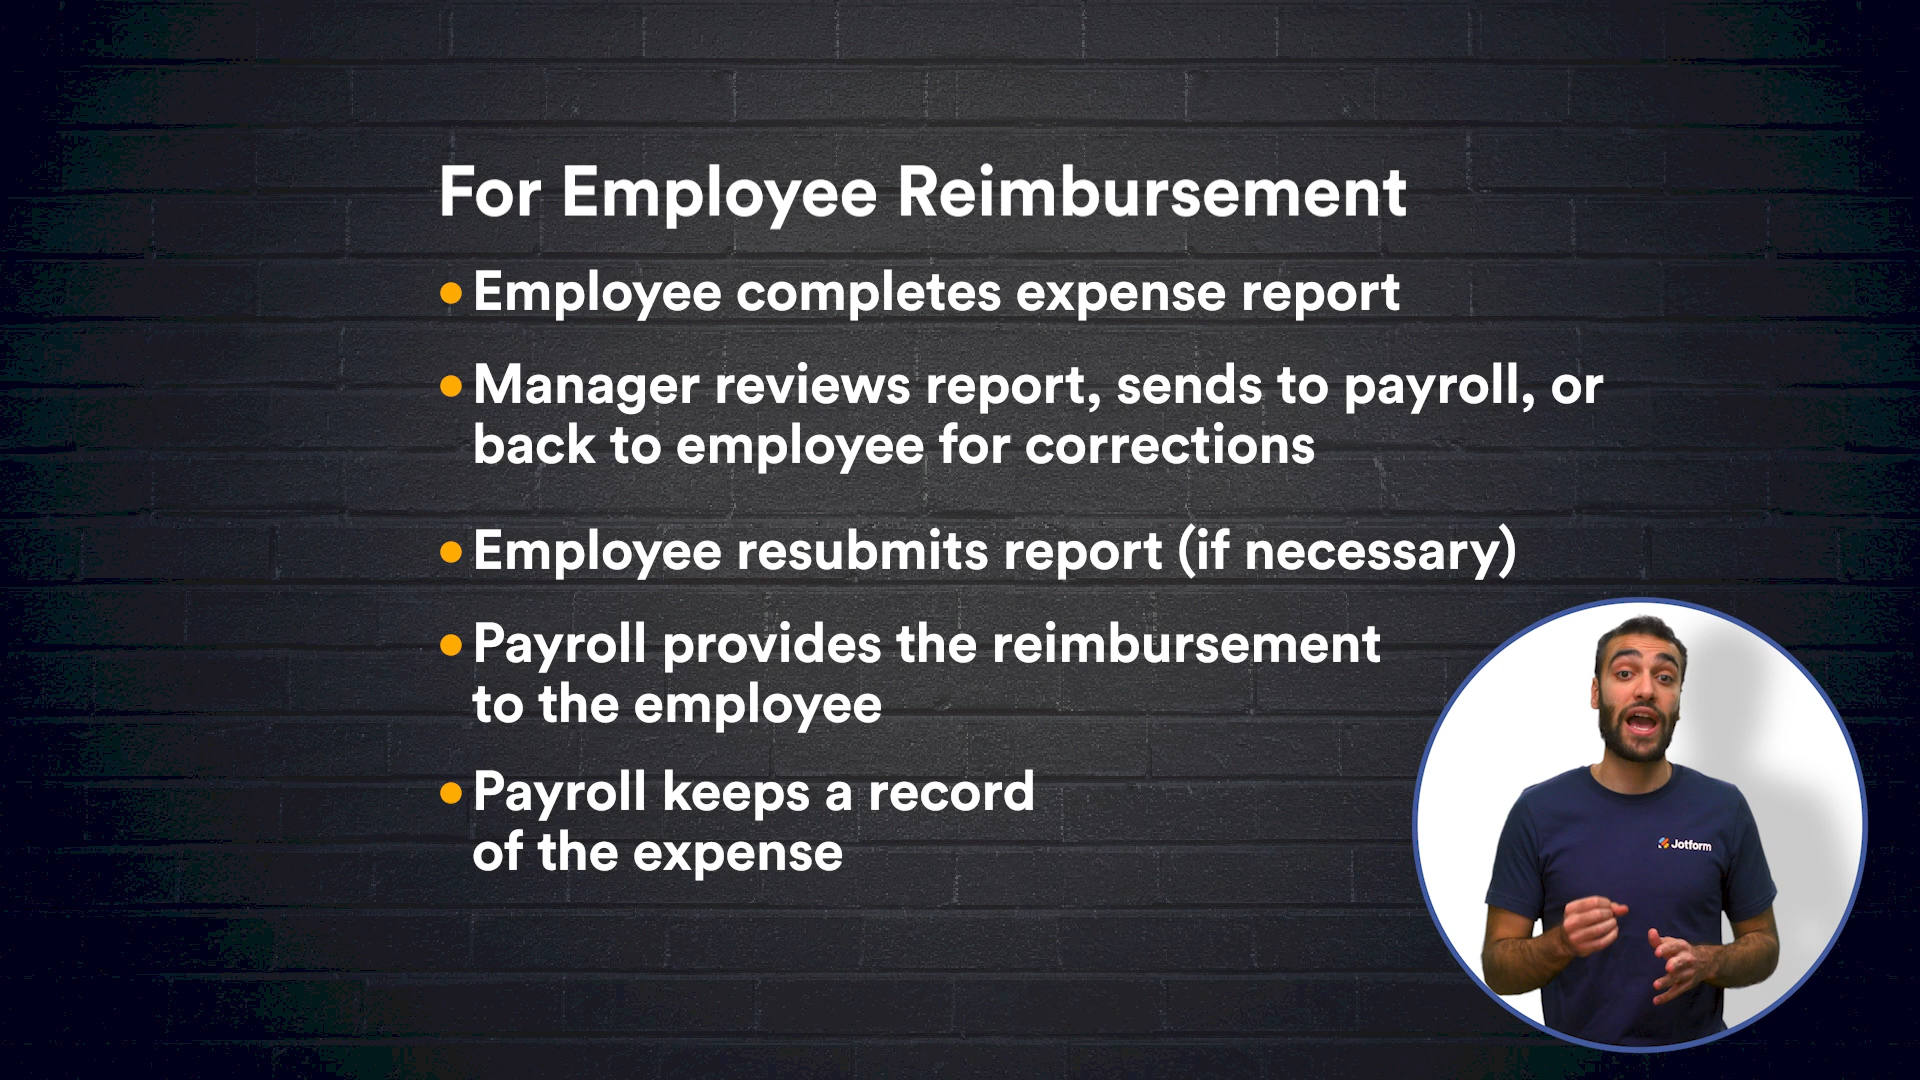 For Employee Reimbursement
• Employee completes expense report
• Manager reviews report, sends to payroll, or
back to employee for corrections
• Employee resubmits report (if necessary)
• Payroll provides the reimbursement
to the employee
• Payroll keeps a record
of the expense
Jotform